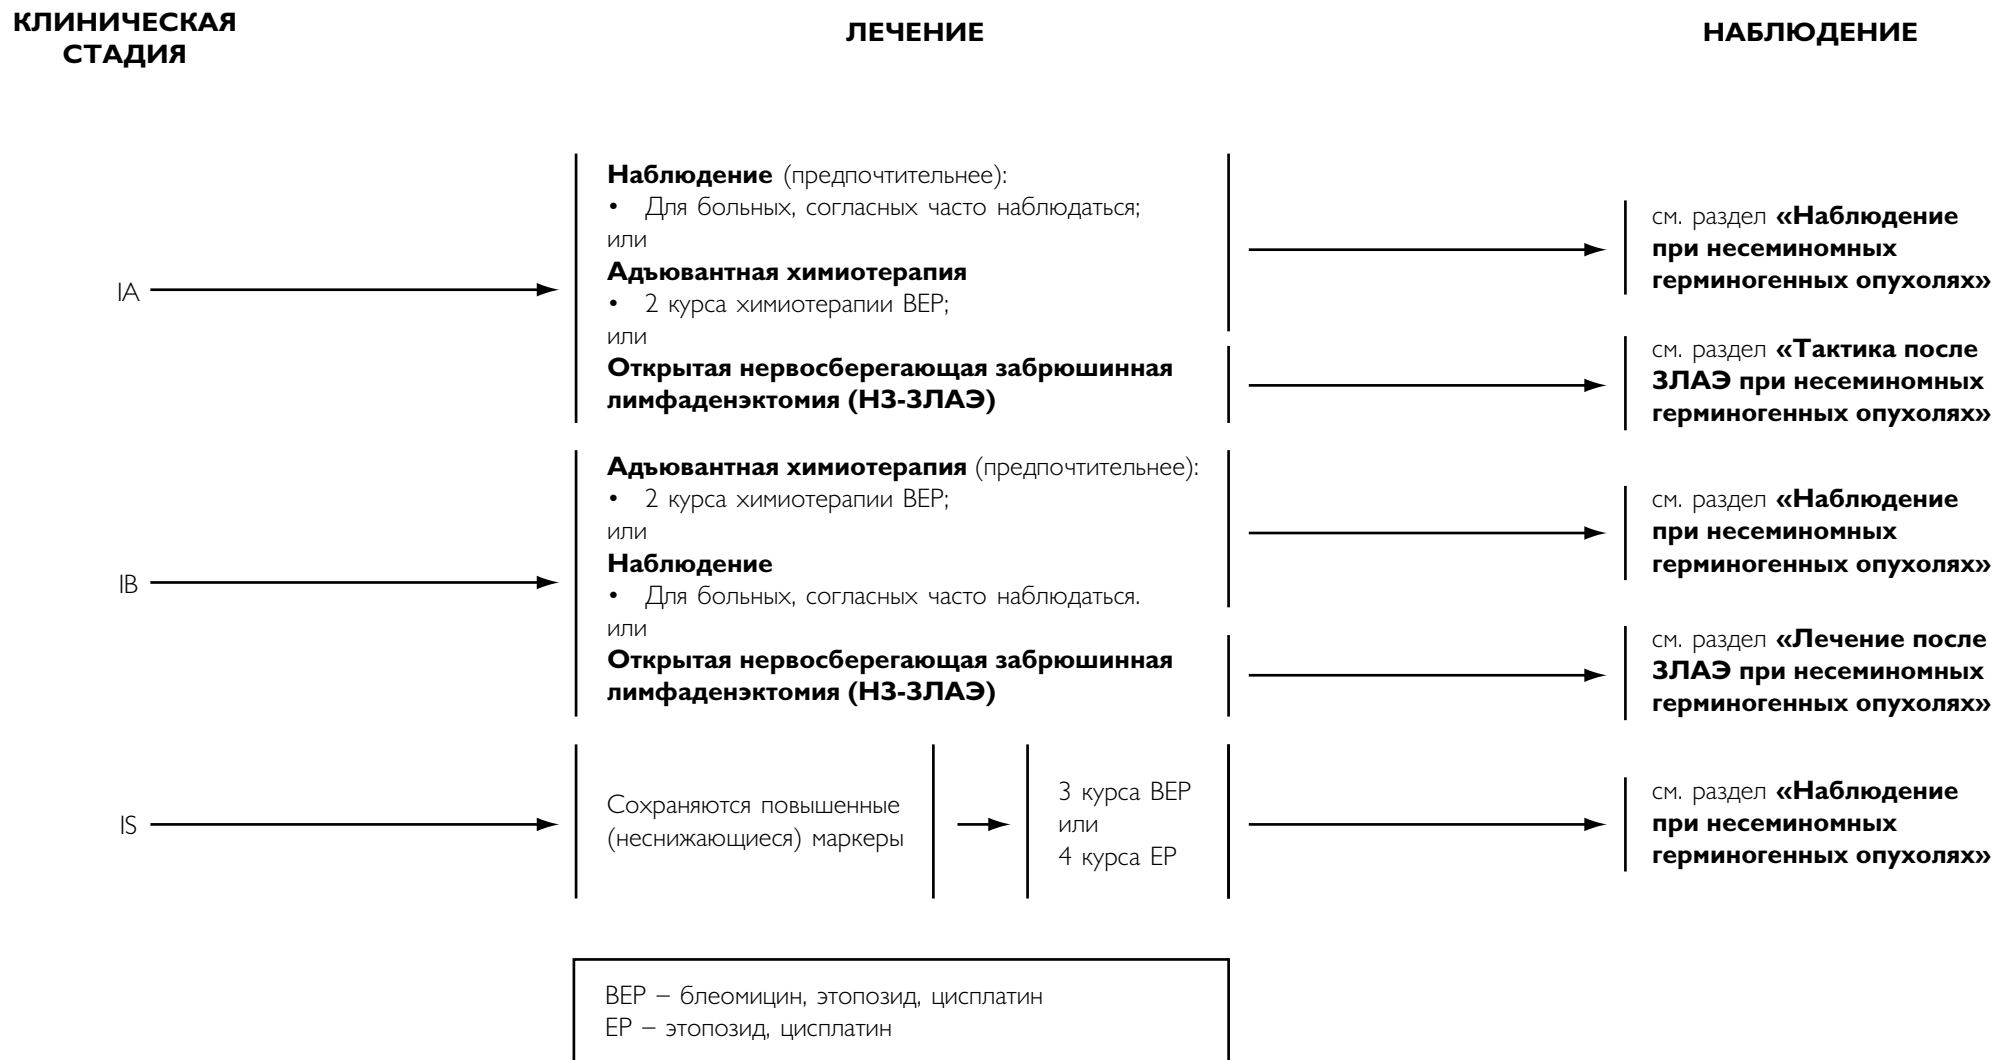 КЛИНИЧЕСКАЯ
СТАДИЯ
ЛЕЧЕНИЕ
НАБЛЮДЕНИЕ
IA
Наблюдение (предпочтительнее):
• Для больных, согласных часто наблюдаться;
или
Адъювантная химиотерапия
• 2 курса химиотерапии BEP;
или
Открытая нервосберегающая забрюшинная
лимфаденэктомия (НЗ-ЗЛАЭ)
см. раздел «Наблюдение
при несеминомных
герминогенных опухолях»
см. раздел «Тактика после
ЗЛАЭ при несеминомных
герминогенных опухолях»
IB
Адъювантная химиотерапия (предпочтительнее):
• 2 курса химиотерапии BEP;
или
Наблюдение
• Для больных, согласных часто наблюдаться.
или
Открытая нервосберегающая забрюшинная
лимфаденэктомия (НЗ-ЗЛАЭ)
см. раздел «Наблюдение
при несеминомных
герминогенных опухолях»
см. раздел «Лечение после
ЗЛАЭ при несеминомных
герминогенных опухолях»
IS
Сохраняются повышенные
(неснижающиеся) маркеры
3 курса BEP
или
4 курса EP
см. раздел «Наблюдение
при несеминомных
герминогенных опухолях»
BEP – блеомицин, этопозид, цисплатин
EP – этопозид, цисплатин